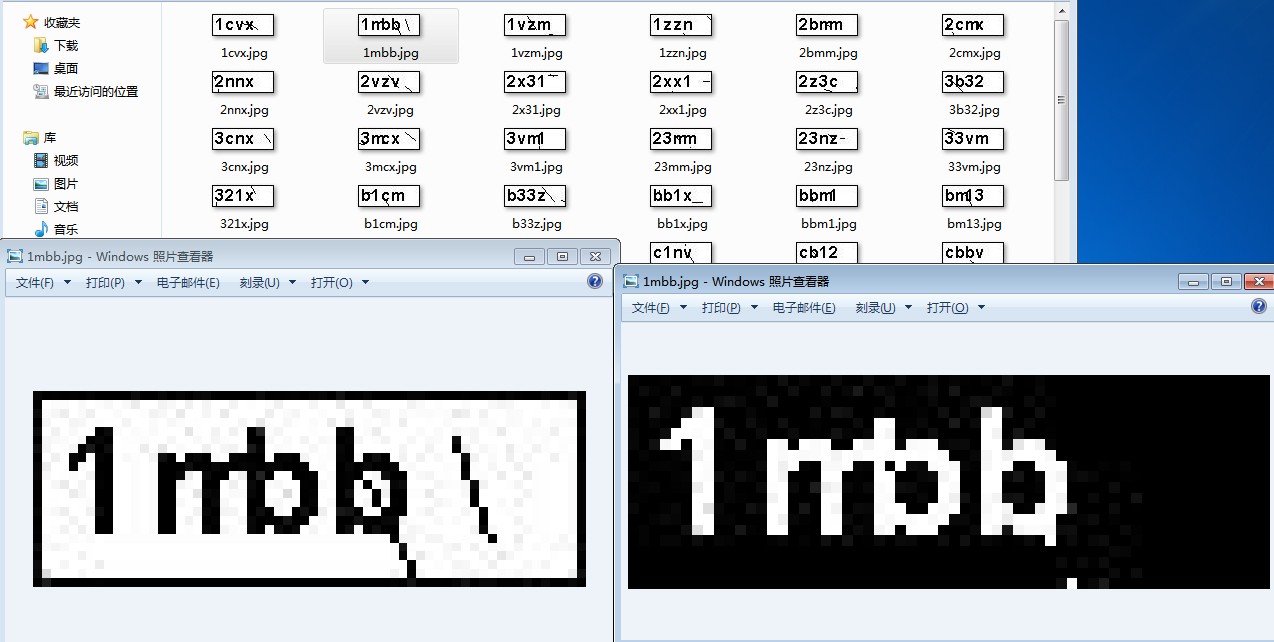 收藏夹
下载
桌面
最近访问的位置
库
视频
图片
文档
音乐
1cvx 1mbb 1vzm 1zzn 2bmm 2cmx
1cvx.jpg 1mbb.jpg 1vzm.jpg 1zzn.jpg 2bmm.jpg 2cmx.jpg
2nnx 2vzv 2x31 2xx1 2z3c 3b32
2nnx.jpg 2vzv.jpg 2x31.jpg 2xx1.jpg 2z3c.jpg 3b32.jpg
3cnx 3mcx 3vm1 23mm 23nz 33vm
3cnx.jpg 3mcx.jpg 3vm1.jpg 23mm.jpg 23nz.jpg 33vm.jpg
321x b1cm b33z bb1x bbm1 bm13
321x.jpg b1cm.jpg b33z.jpg bb1x.jpg bbm1.jpg bm13.jpg
c1nv cb12 cbbv
1mbb.jpg - Windows 照片查看器
文件(F) 打印(P) 电子邮件(E) 刻录(U) 打开(O)
1mbb
1mbb.jpg - Windows 照片查看器
文件(F) 打印(P) 电子邮件(E) 刻录(U) 打开(O)
1mbb